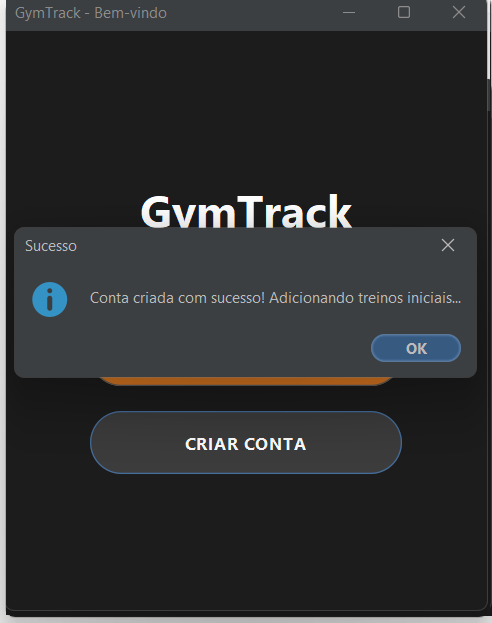 GymTrack - Bem-vindo
GymTrack
Sucesso
Conta criada com sucesso! Adicionando treinos iniciais...
OK
CRIAR CONTA